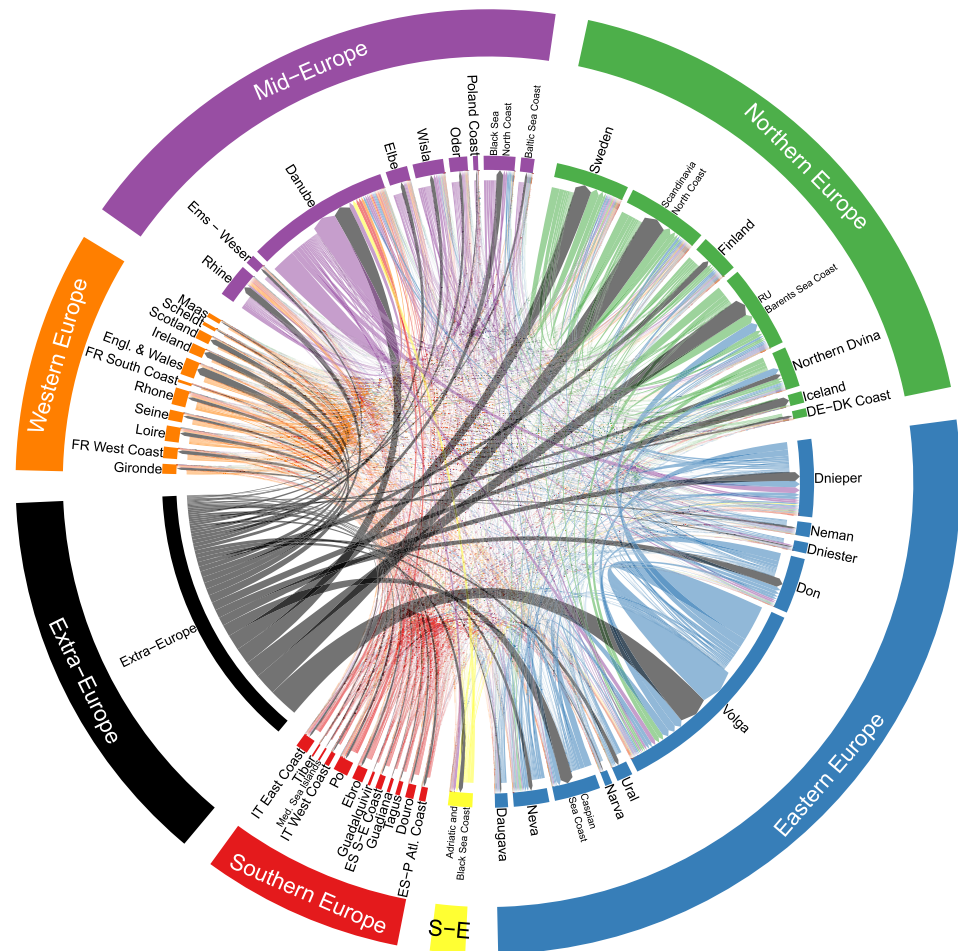 Mid−Europe
Northern Europe
Eastern Europe
S−E
Southern Europe
Extra−Europe
Western Europe
Rhine
Ems − Weser
Danube
Elbe
Wisla
Oder
Poland Coast
Black Sea
North Coast
Baltic Sea Coast
Sweden
Scandinavia
North Coast
Finland
RU
Barents Sea Coast
Northern Dvina
Iceland
DE−DK Coast
Dnieper
Neman
Dniester
Don
Volga
Ural
Narva
Caspian
Sea Coast
Neva
Daugava
Adriatic and
Black Sea Coast
ES−P Atl. Coast
Douro
Tagus
Guadiana
ES S−E Coast
Guadalquivir
Ebro
Po
IT West Coast
Med. Sea Islands
Tiber
IT East Coast
Extra−Europe
Gironde
FR West Coast
Loire
Seine
Rhone
FR South Coast
Engl. & Wales
Ireland
Scotland
Scheldt
Maas